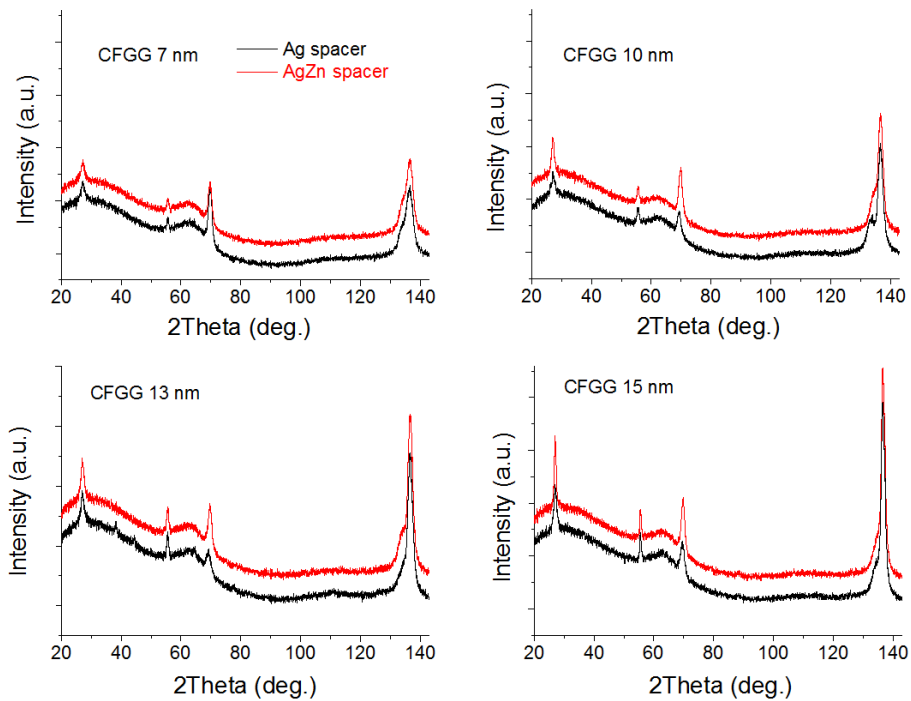 CFGG 7 nm
Ag spacer
AgZn spacer
Intensity (a.u.)
20 40 60 80 100 120 140
2Theta (deg.)
CFGG 10 nm
Intensity (a.u.)
20 40 60 80 100 120 140
2Theta (deg.)
CFGG 13 nm
Intensity (a.u.)
20 40 60 80 100 120 140
2Theta (deg.)
CFGG 15 nm
Intensity (a.u.)
20 40 60 80 100 120 140
2Theta (deg.)